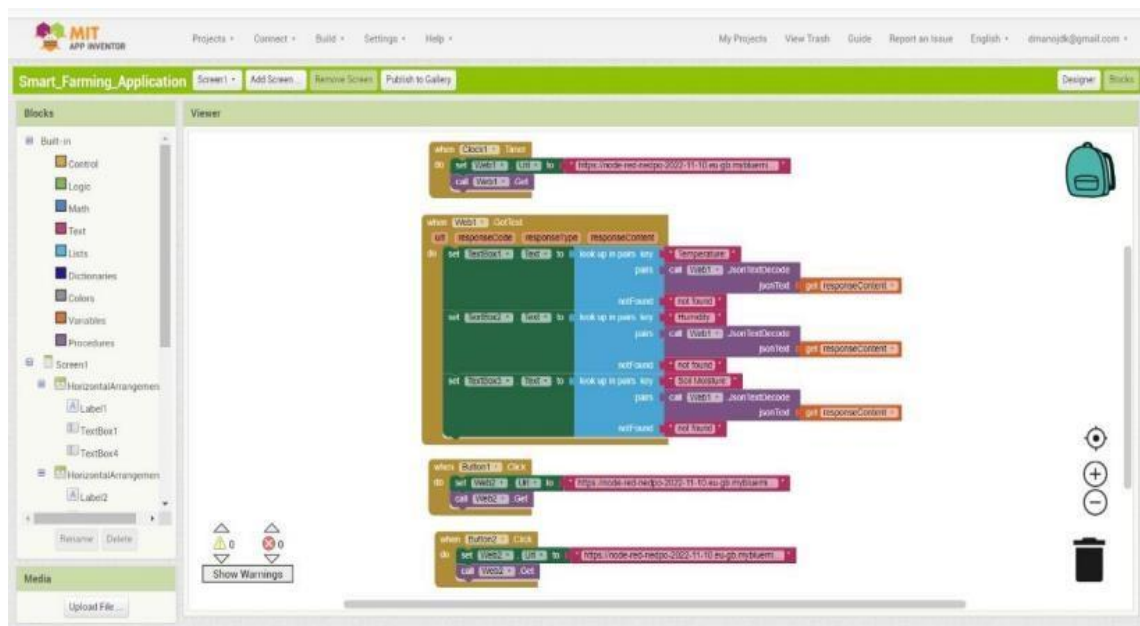 MIT
APP INVENTOR
Projects Connect Build Settings Help My Projects View Trash Guide Report an Issue English dmanojdk@gmail.com
Smart_Farming_Application Screen1 Add Screen ... Remove Screen Publish to Gallery Designer Blocks
Blocks Viewer
Built-in
Control
Logic
Math
Text
Lists
Dictionaries
Colors
Variables
Procedures
Screen1
HorizontalArrangemen
Label1
TextBox1
TextBox4
HorizontalArrangemen
Label2
Rename Delete
Media
Upload File ...
when Clock1 .Timer
do set Web1 . Url to
call Web1 .Get
when Web1 .GotText
url responseCode responseType responseContent
do set TextBox1 . Text to look up in pairs key "Temperature"
pairs call Web1 .JsonTextDecode
jsonText get responseContent
notFound "not found"
set TextBox2 . Text to look up in pairs key "Humidity"
pairs call Web1 .JsonTextDecode
jsonText get responseContent
notFound "not found"
set TextBox3 . Text to look up in pairs key "Soil Moisture"
pairs call Web1 .JsonTextDecode
jsonText get responseContent
notFound "not found"
when Button1 .Click
do set Web2 . Url to
call Web2 .Get
when Button2 .Click
do set Web2 . Url to
call Web2 .Get
0 0
Show Warnings